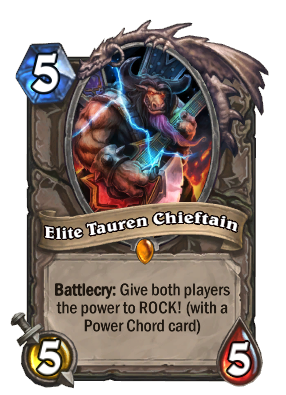 5
Elite Tauren Chieftain
Battlecry: Give both players
the power to ROCK! (with a
Power Chord card)
5
5